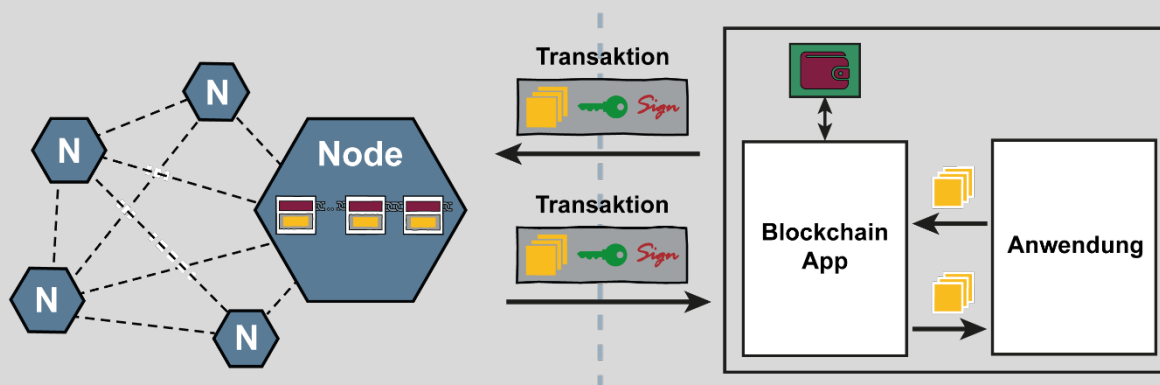 N
N
N
N
Node
Transaktion
Sign
Transaktion
Sign
Blockchain
App
Anwendung